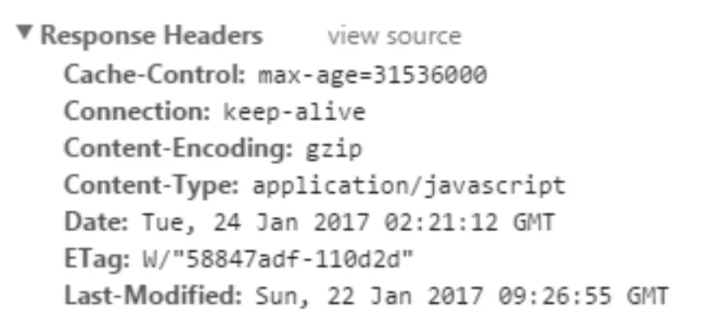 ▼ Response Headers view source
Cache-Control: max-age=31536000
Connection: keep-alive
Content-Encoding: gzip
Content-Type: application/javascript
Date: Tue, 24 Jan 2017 02:21:12 GMT
ETag: W/"58847adf-110d2d"
Last-Modified: Sun, 22 Jan 2017 09:26:55 GMT